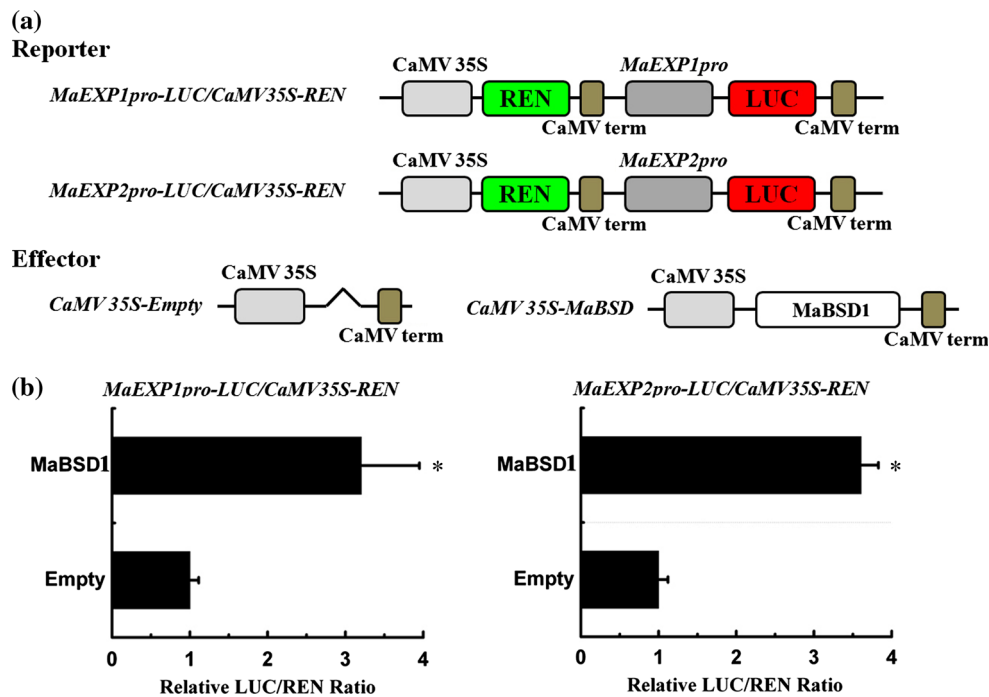 (a)
Reporter
CaMV 35S
MaEXP1pro
MaEXP1pro-LUC/CaMV35S-REN
REN
LUC
CaMV term
CaMV term
CaMV 35S
MaEXP2pro
MaEXP2pro-LUC/CaMV35S-REN
REN
LUC
CaMV term
CaMV term
Effector
CaMV 35S
CaMV 35S-Empty
CaMV term
CaMV 35S
CaMV 35S-MaBSD
MaBSD1
CaMV term
(b)
MaEXP1pro-LUC/CaMV35S-REN
MaBSD1
*
Empty
0 1 2 3 4
Relative LUC/REN Ratio
MaEXP2pro-LUC/CaMV35S-REN
MaBSD1
*
Empty
0 1 2 3 4
Relative LUC/REN Ratio